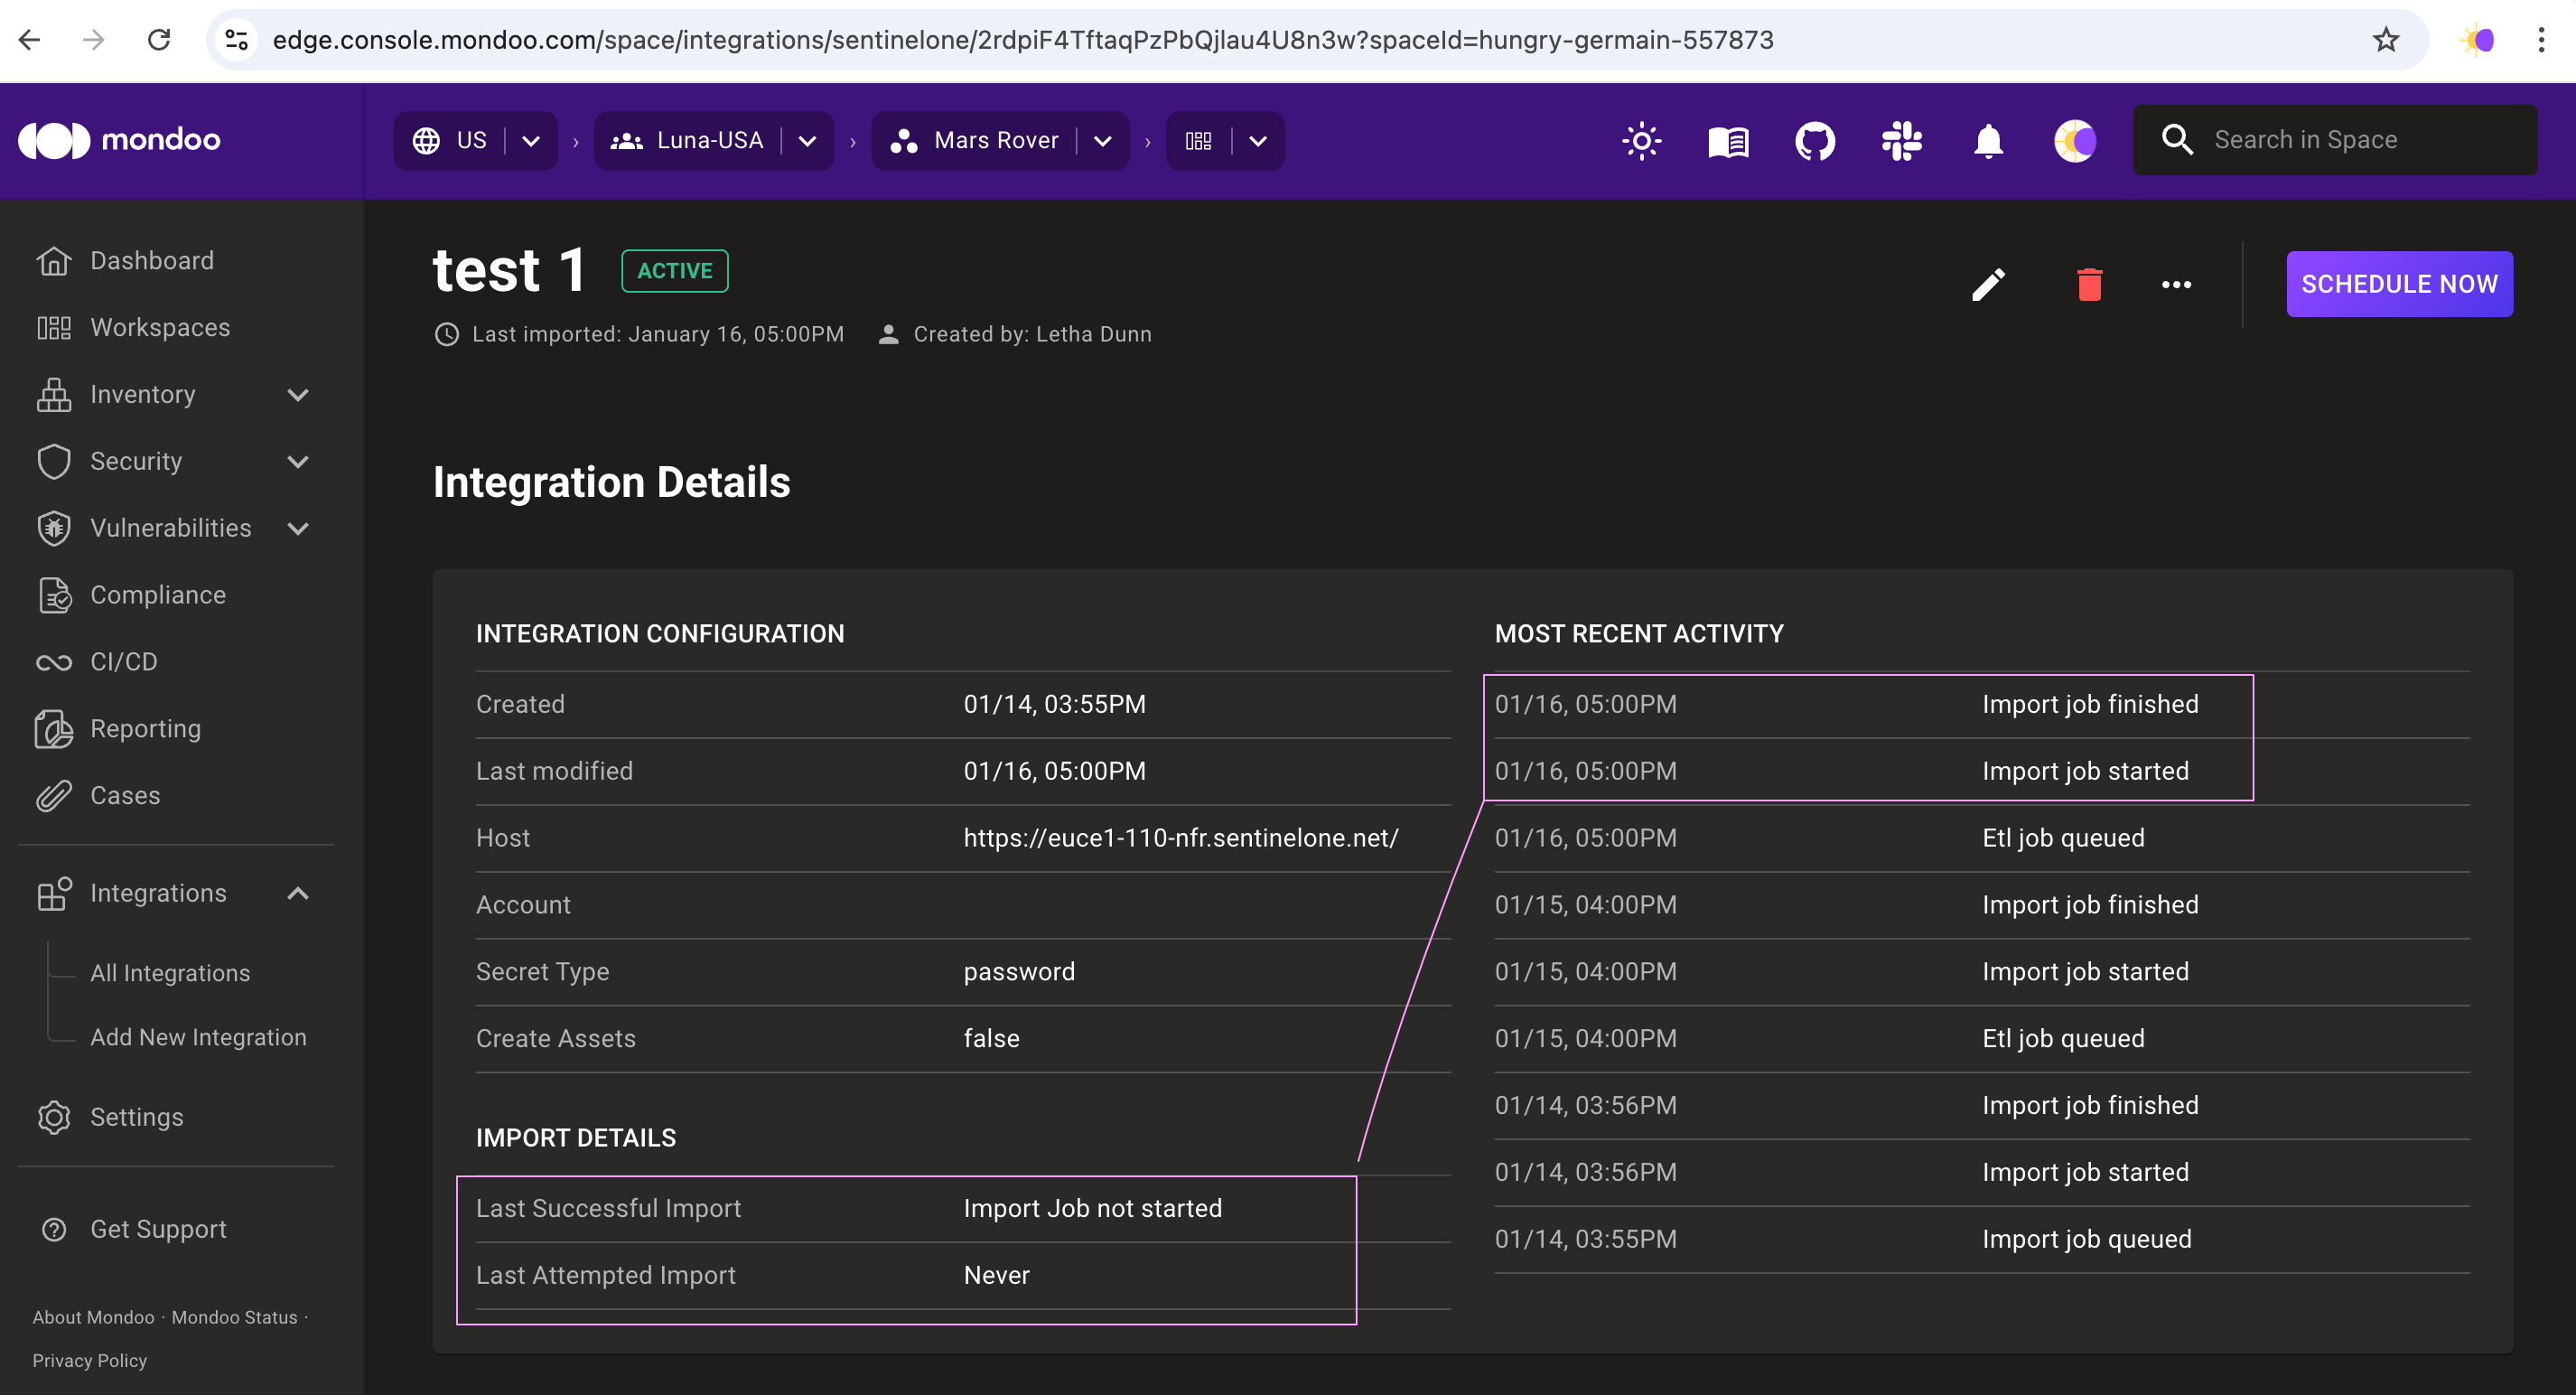 edge.console.mondoo.com/space/integrations/sentinelone/2rdpiF4TftaqPzPbQjlau4U8n3w?spaceId=hungry-germain-557873
mondoo
US
Luna-USA
Mars Rover
Search in Space
Dashboard
Workspaces
Inventory
Security
Vulnerabilities
Compliance
CI/CD
Reporting
Cases
Integrations
All Integrations
Add New Integration
Settings
Get Support
About Mondoo · Mondoo Status ·
Privacy Policy
test 1 ACTIVE
Last imported: January 16, 05:00PM Created by: Letha Dunn
SCHEDULE NOW
Integration Details
INTEGRATION CONFIGURATION
Created 01/14, 03:55PM
Last modified 01/16, 05:00PM
Host https://euce1-110-nfr.sentinelone.net/
Account
Secret Type password
Create Assets false
IMPORT DETAILS
Last Successful Import Import Job not started
Last Attempted Import Never
MOST RECENT ACTIVITY
01/16, 05:00PM Import job finished
01/16, 05:00PM Import job started
01/16, 05:00PM Etl job queued
01/15, 04:00PM Import job finished
01/15, 04:00PM Import job started
01/15, 04:00PM Etl job queued
01/14, 03:56PM Import job finished
01/14, 03:56PM Import job started
01/14, 03:55PM Import job queued